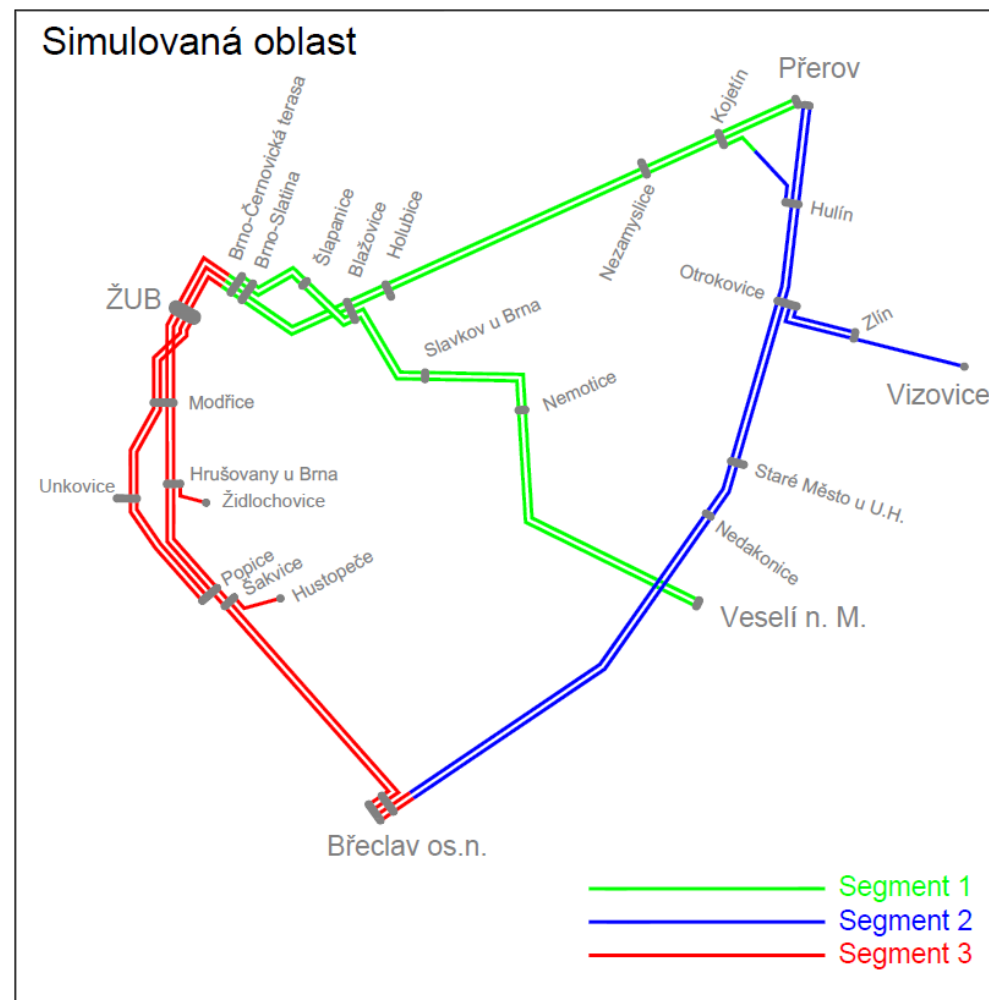 Simulovaná oblast
Přerov
Kojetín
Brno-Černovická terasa
Brno-Slatina
Šlapanice
Blažovice
Holubice
Nezamyslice
Hulín
ŽUB
Otrokovice
Zlín
Slavkov u Brna
Vizovice
Modřice
Nemotice
Hrušovany u Brna
Unkovice
Židlochovice
Staré Město u U.H.
Nedakonice
Popice
Šakvice
Hustopeče
Veselí n. M.
Břeclav os.n.
Segment 1
Segment 2
Segment 3